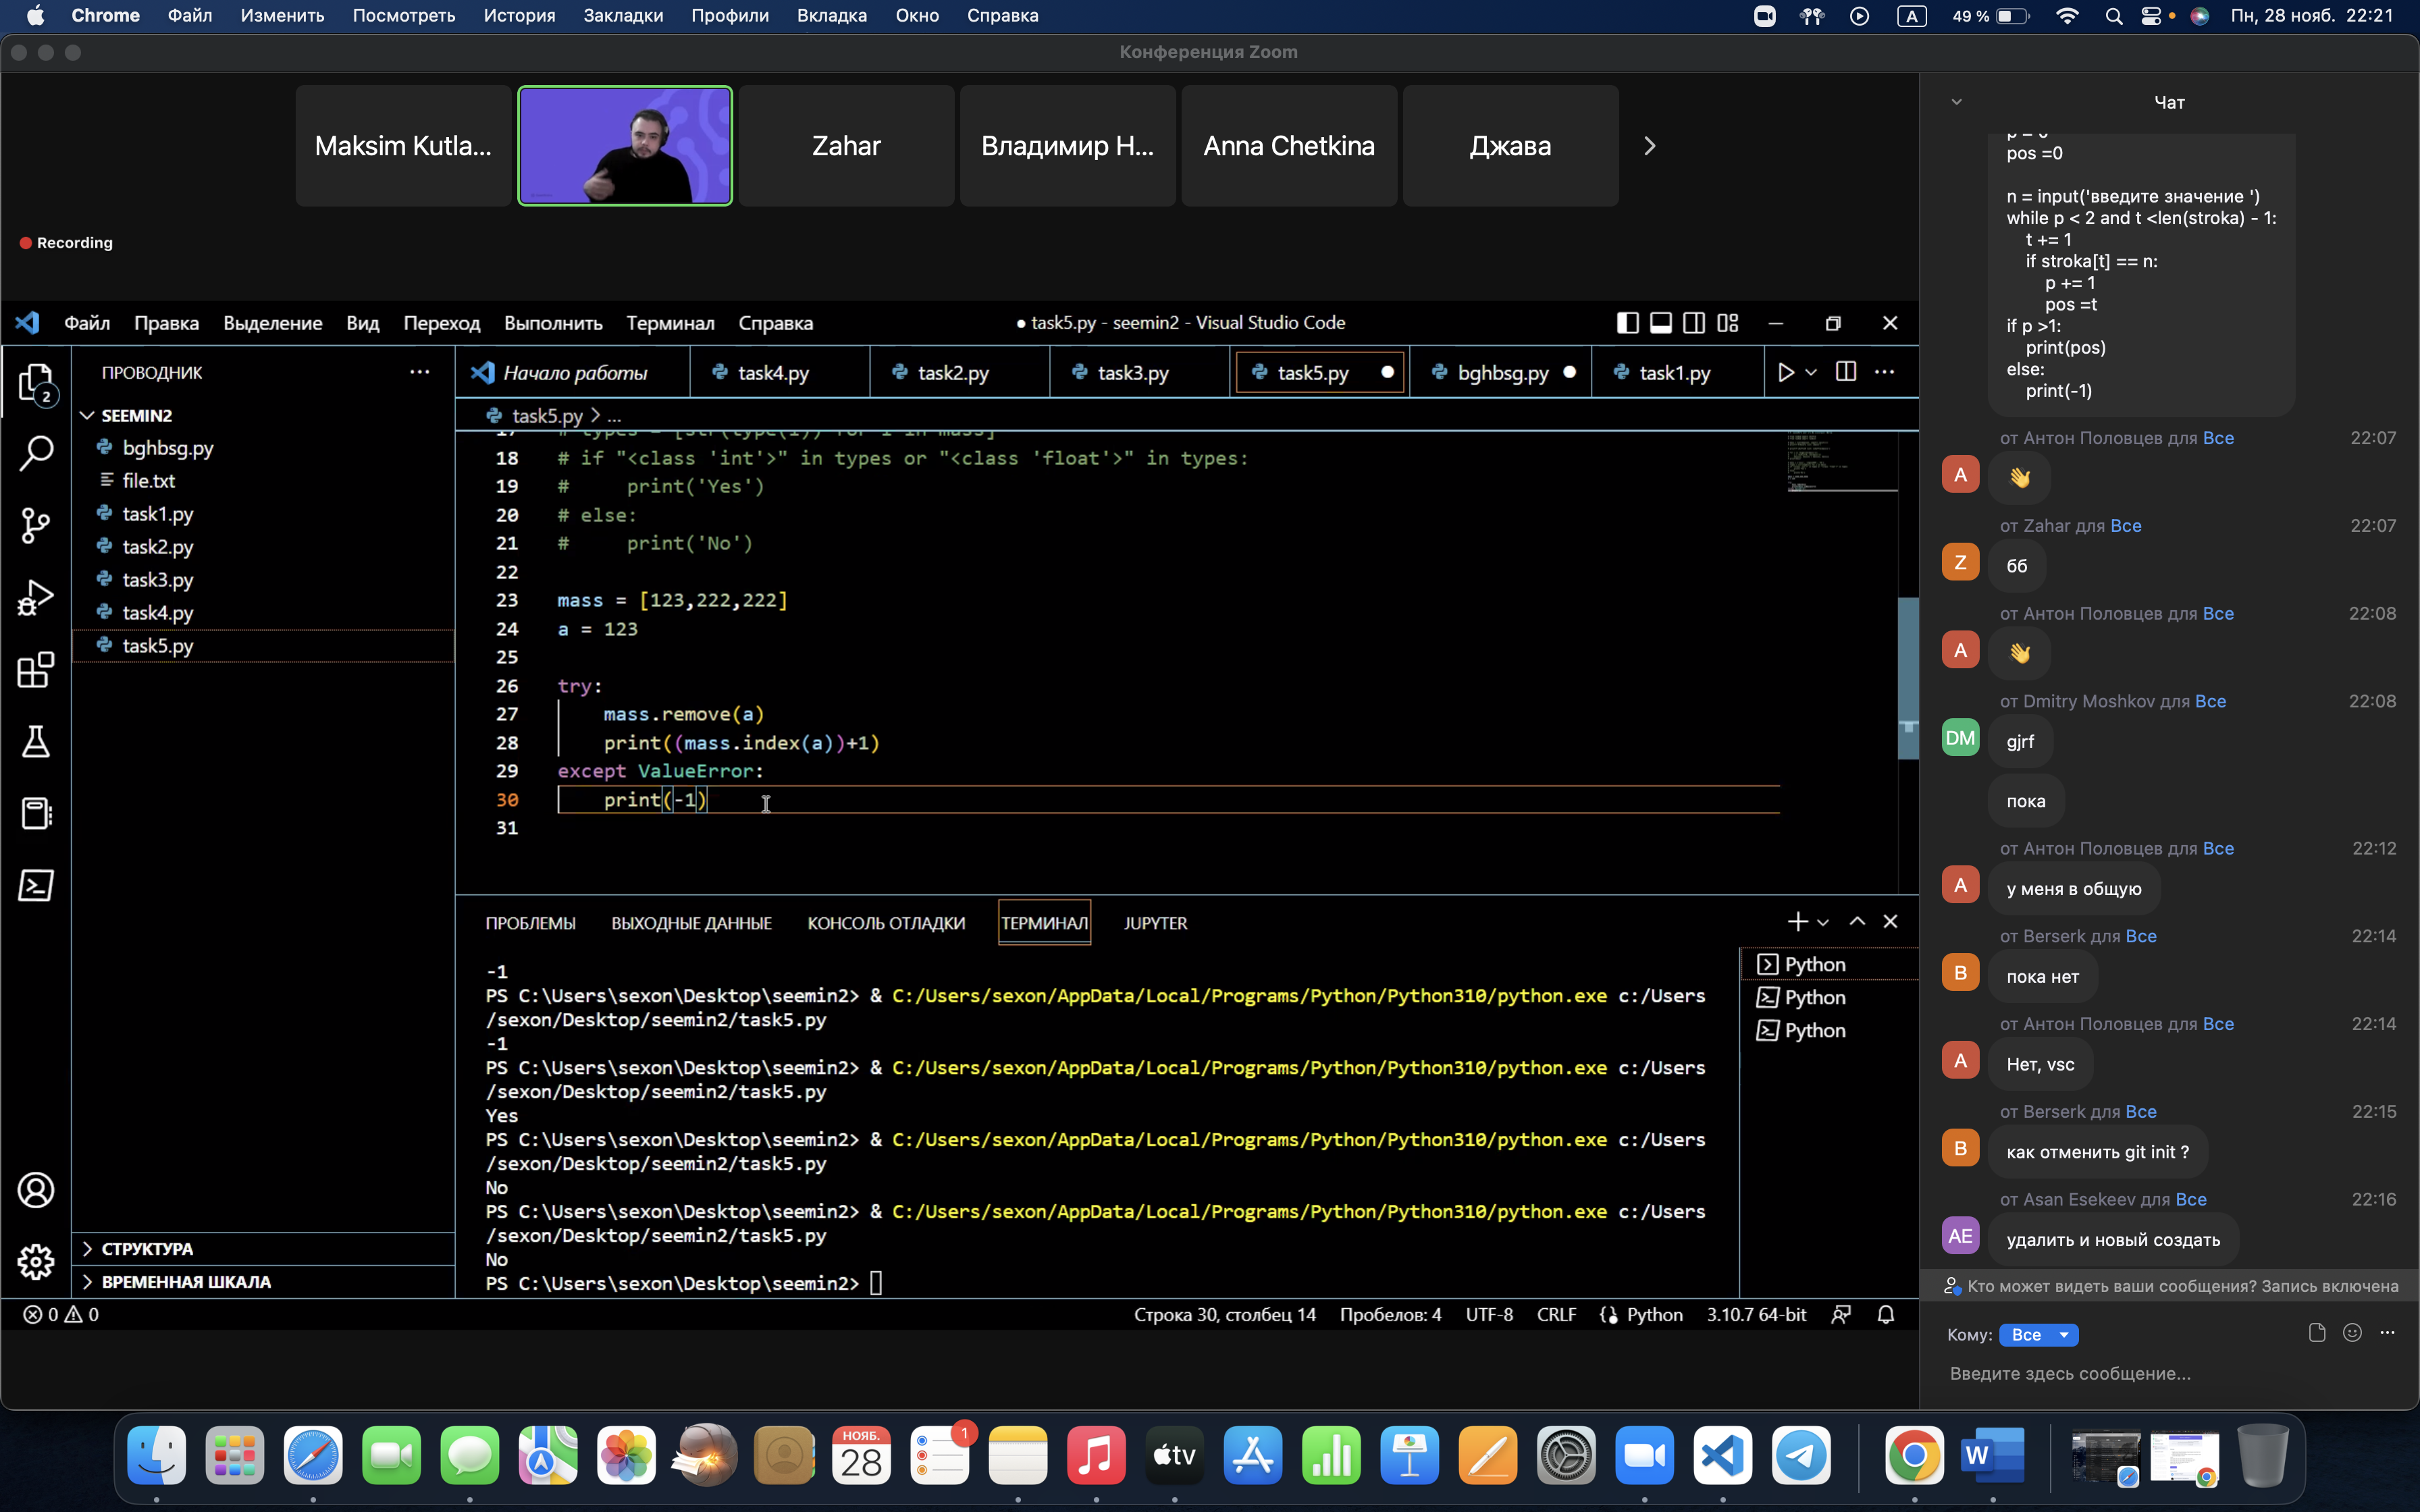 Chrome Файл Изменить Посмотреть История Закладки Профили Вкладка Окно Справка
A 49 % Пн, 28 нояб. 22:21
Конференция Zoom
Maksim Kutla... Zahar Владимир Н... Anna Chetkina Джава
Recording
Файл Правка Выделение Вид Переход Выполнить Терминал Справка
● task5.py - seemin2 - Visual Studio Code
ПРОВОДНИК
Начало работы task4.py task2.py task3.py task5.py bghbsg.py task1.py
2
SEEMIN2
bghbsg.py
file.txt
task1.py
task2.py
task3.py
task4.py
task5.py
СТРУКТУРА
ВРЕМЕННАЯ ШКАЛА
task5.py > ...
17 # types = [str(type(i)) for i in mass]
18 # if "<class 'int'>" in types or "<class 'float'>" in types:
19 #     print('Yes')
20 # else:
21 #     print('No')
22
23 mass = [123,222,222]
24 a = 123
25
26 try:
27     mass.remove(a)
28     print((mass.index(a))+1)
29 except ValueError:
30     print(-1)
31
ПРОБЛЕМЫ ВЫХОДНЫЕ ДАННЫЕ КОНСОЛЬ ОТЛАДКИ ТЕРМИНАЛ JUPYTER
-1
PS C:\Users\sexon\Desktop\seemin2> & C:/Users/sexon/AppData/Local/Programs/Python/Python310/python.exe c:/Users
/sexon/Desktop/seemin2/task5.py
-1
PS C:\Users\sexon\Desktop\seemin2> & C:/Users/sexon/AppData/Local/Programs/Python/Python310/python.exe c:/Users
/sexon/Desktop/seemin2/task5.py
Yes
PS C:\Users\sexon\Desktop\seemin2> & C:/Users/sexon/AppData/Local/Programs/Python/Python310/python.exe c:/Users
/sexon/Desktop/seemin2/task5.py
No
PS C:\Users\sexon\Desktop\seemin2> & C:/Users/sexon/AppData/Local/Programs/Python/Python310/python.exe c:/Users
/sexon/Desktop/seemin2/task5.py
No
PS C:\Users\sexon\Desktop\seemin2>
Python
Python
Python
0 0
Строка 30, столбец 14 Пробелов: 4 UTF-8 CRLF Python 3.10.7 64-bit
Чат
pos =0
n = input('введите значение ')
while p < 2 and t <len(stroka) - 1:
t += 1
if stroka[t] == n:
p += 1
pos =t
if p >1:
print(pos)
else:
print(-1)
от Антон Половцев для Все 22:07
A 👋
от Zahar для Все 22:07
Z бб
от Антон Половцев для Все 22:08
A 👋
от Dmitry Moshkov для Все 22:08
DM gjrf
пока
от Антон Половцев для Все 22:12
A у меня в общую
от Berserk для Все 22:14
B пока нет
от Антон Половцев для Все 22:14
A Нет, vsc
от Berserk для Все 22:15
B как отменить git init ?
от Asan Esekeev для Все 22:16
AE удалить и новый создать
Кто может видеть ваши сообщения? Запись включена
Кому: Все
Введите здесь сообщение...
НОЯБ.
28
1
tv
W